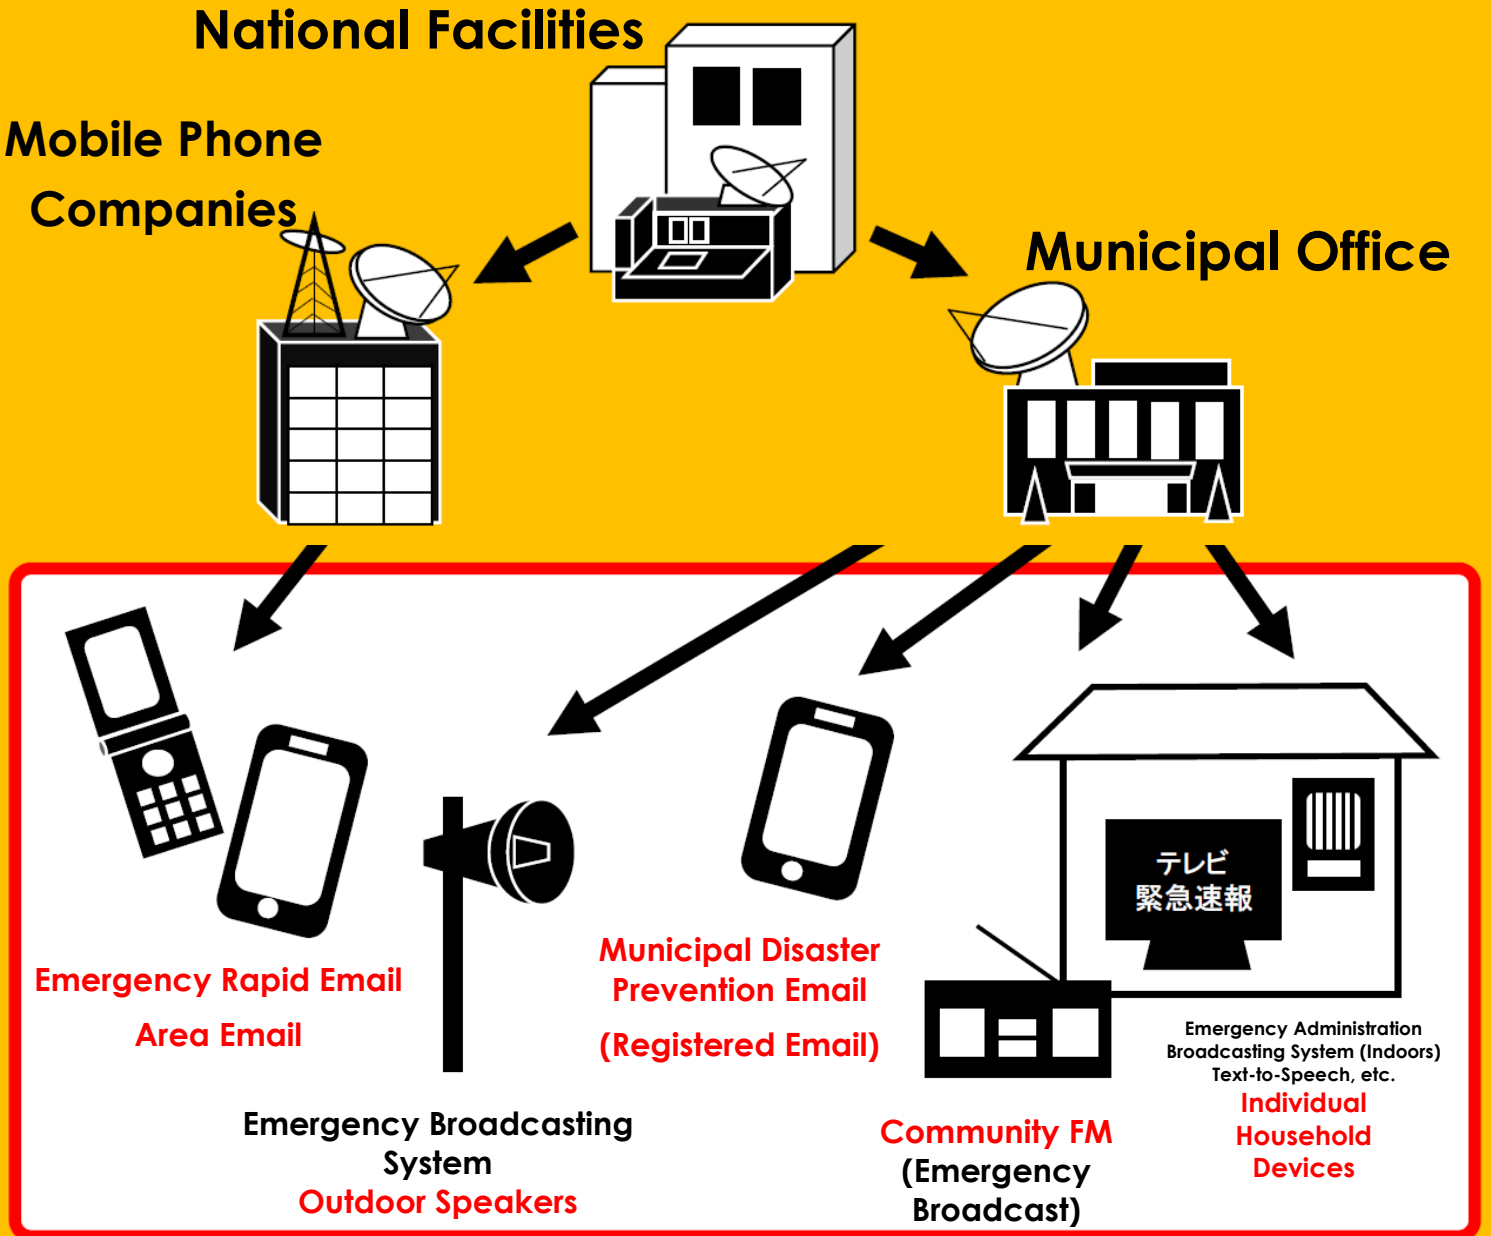 National Facilities
Mobile Phone
Companies
Municipal Office
Emergency Rapid Email
Area Email
Emergency Broadcasting
System
Outdoor Speakers
Municipal Disaster
Prevention Email
(Registered Email)
Community FM
(Emergency
Broadcast)
テレビ
緊急速報
Emergency Administration
Broadcasting System (Indoors)
Text-to-Speech, etc.
Individual
Household
Devices